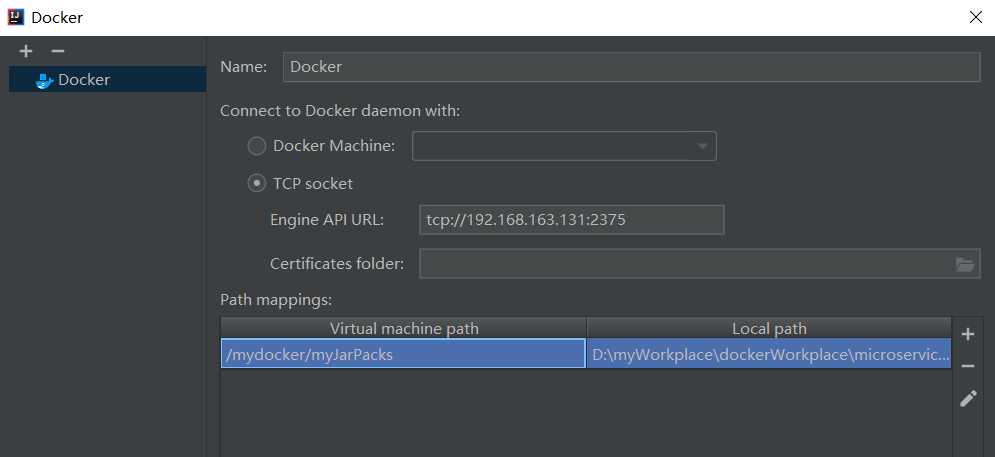 Docker
Docker
Name: Docker
Connect to Docker daemon with:
Docker Machine:
TCP socket
Engine API URL: tcp://192.168.163.131:2375
Certificates folder:
Path mappings:
Virtual machine path Local path
/mydocker/myJarPacks D:\myWorkplace\dockerWorkplace\microservic...